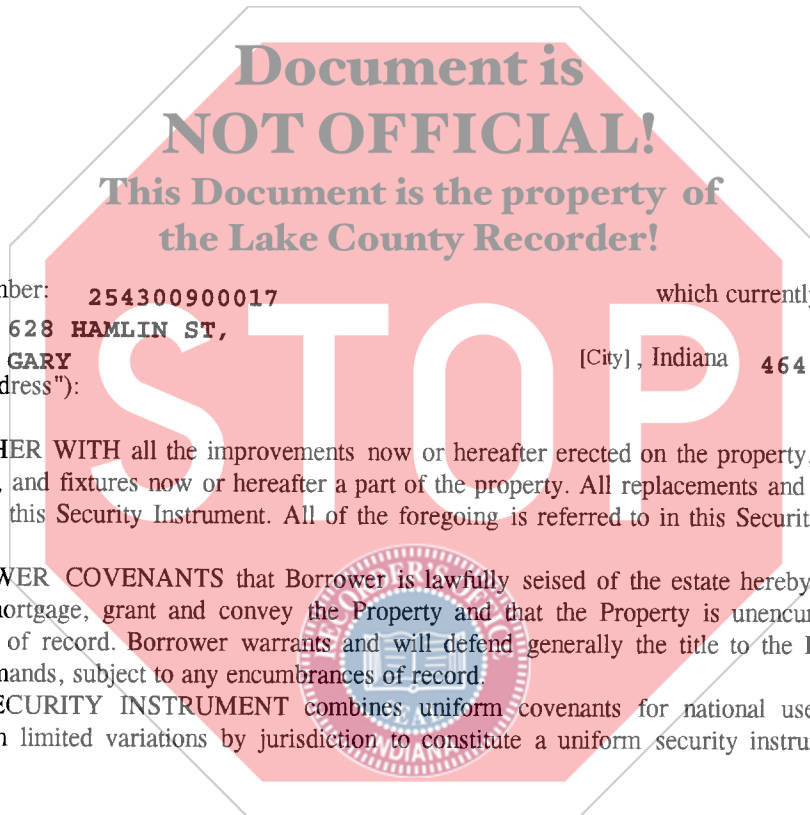 Document is
NOT OFFICIAL!
This Document is the property of
the Lake County Recorder!
nber: 254300900017 which currently
628 HAMLIN ST,
GARY [City] , Indiana 464
dress"):
STOP
HER WITH all the improvements now or hereafter erected on the property,
, and fixtures now or hereafter a part of the property. All replacements and
this Security Instrument. All of the foregoing is referred to in this Securit
WER COVENANTS that Borrower is lawfully seised of the estate hereby
nortgage, grant and convey the Property and that the Property is unencu
of record. Borrower warrants and will defend generally the title to the
mands, subject to any encumbrances of record.
ECURITY INSTRUMENT combines uniform covenants for national use
n limited variations by jurisdiction to constitute a uniform security instru
RECORDER'S OFFICE
SEAL
INDIANA